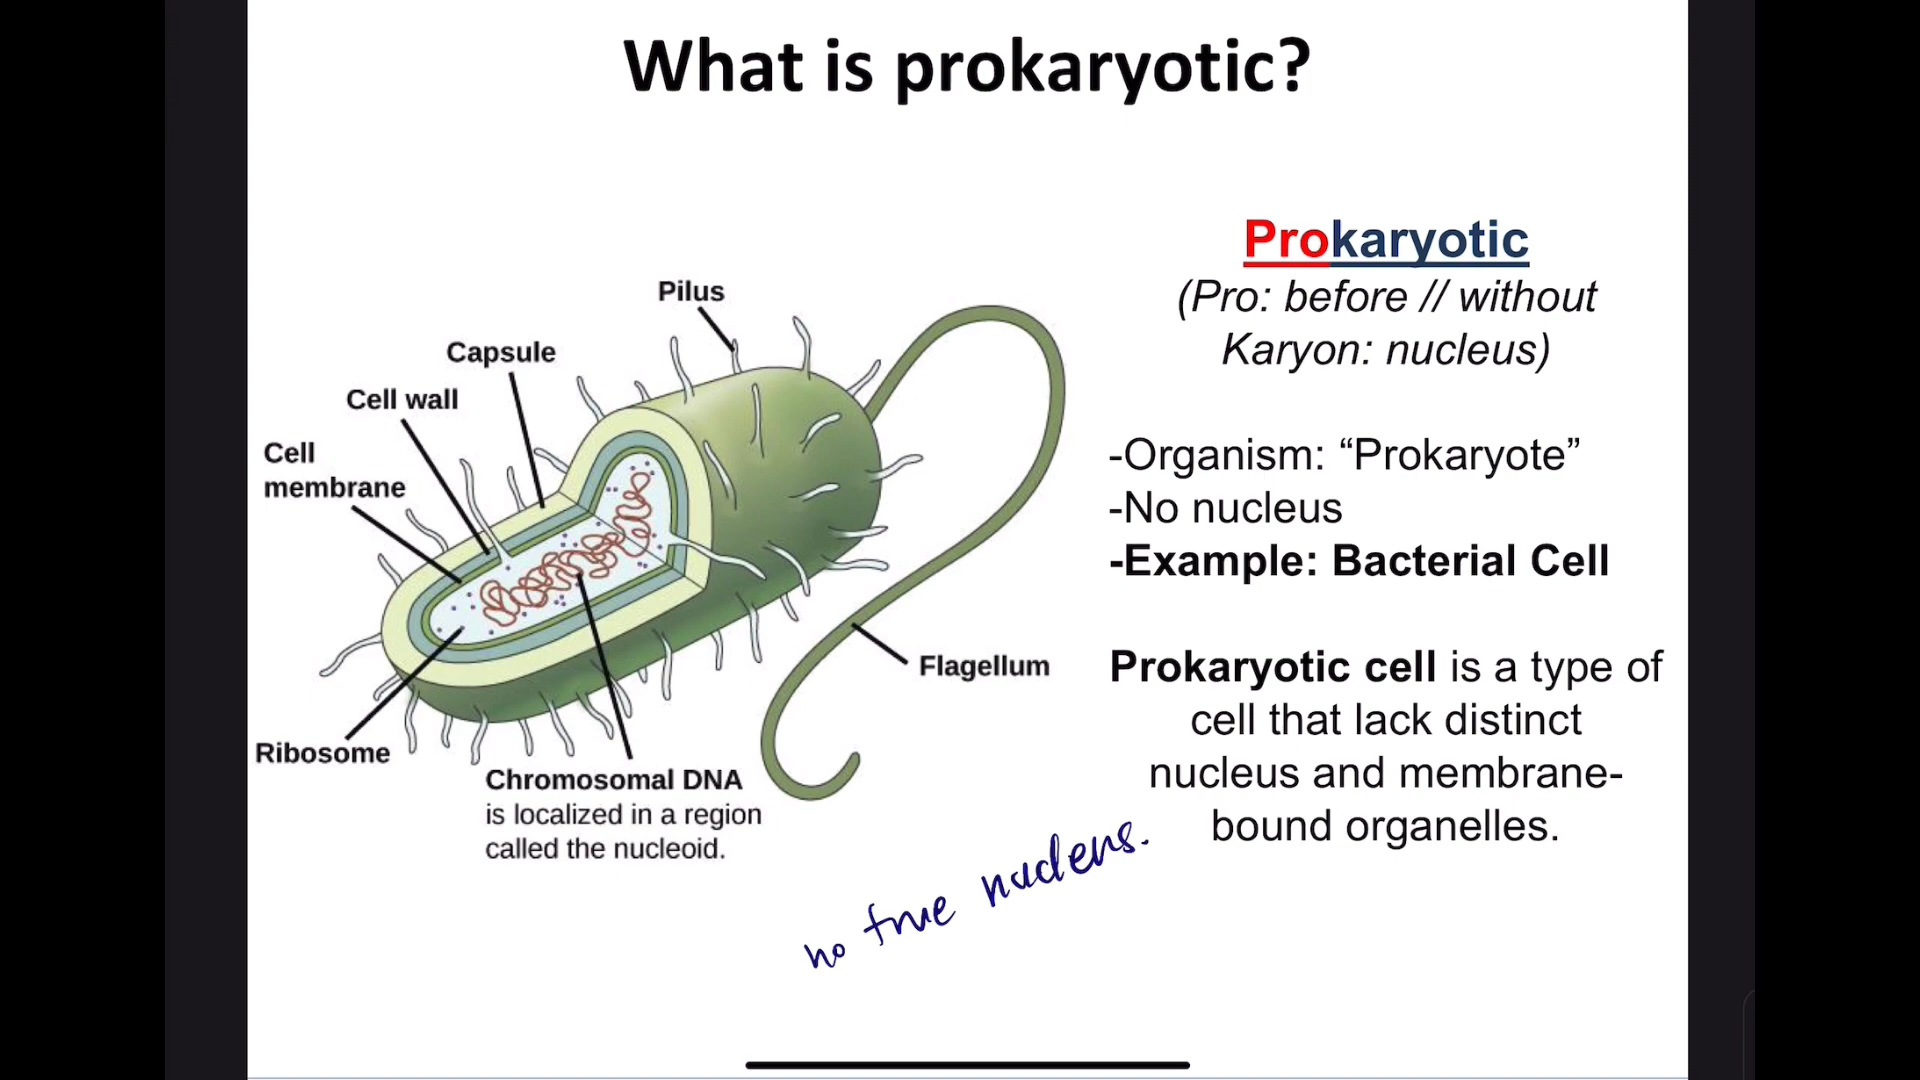 What is prokaryotic?
Pilus
Capsule
Cell wall
Cell
membrane
Ribosome
Chromosomal DNA
is localized in a region
called the nucleoid.
Flagellum
Prokaryotic
(Pro: before // without
Karyon: nucleus)
-Organism: “Prokaryote”
-No nucleus
-Example: Bacterial Cell
Prokaryotic cell is a type of
cell that lack distinct
nucleus and membrane-
bound organelles.
no true nucleus.